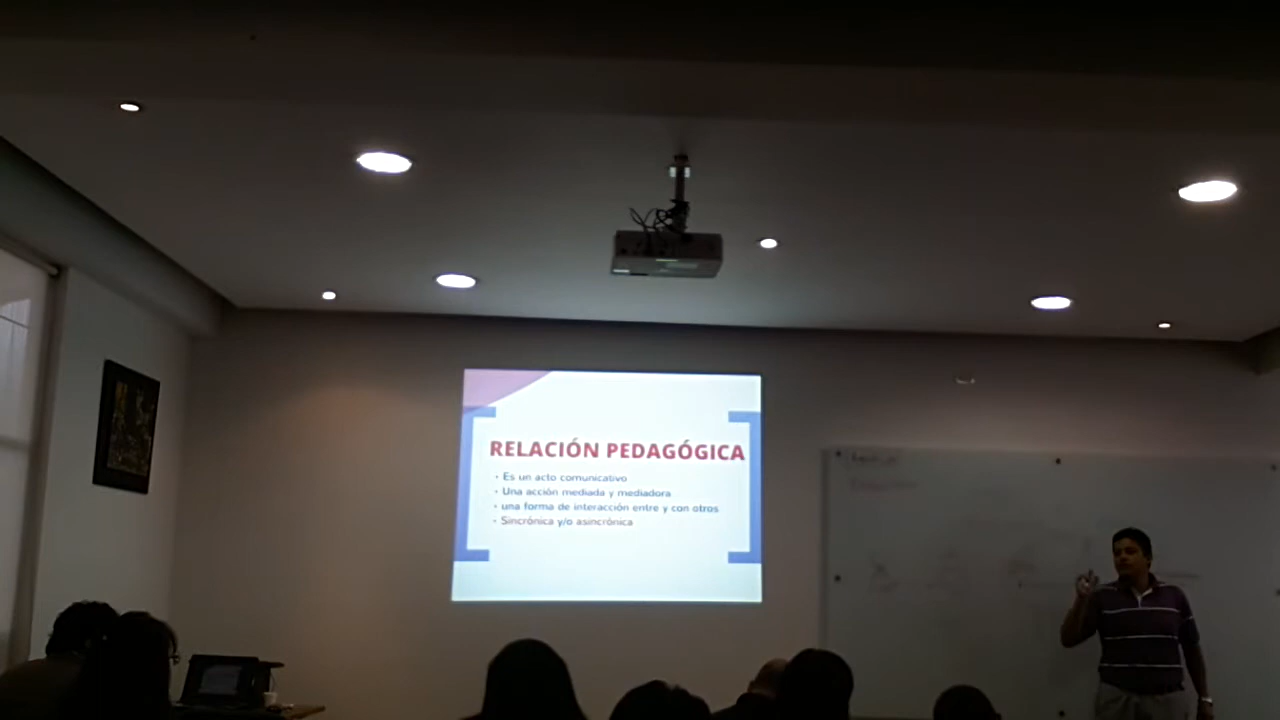 RELACIÓN PEDAGÓGICA
• Es un acto comunicativo
• Una acción mediada y mediadora
• una forma de interacción entre y con otros
• Sincrónica y/o asincrónica